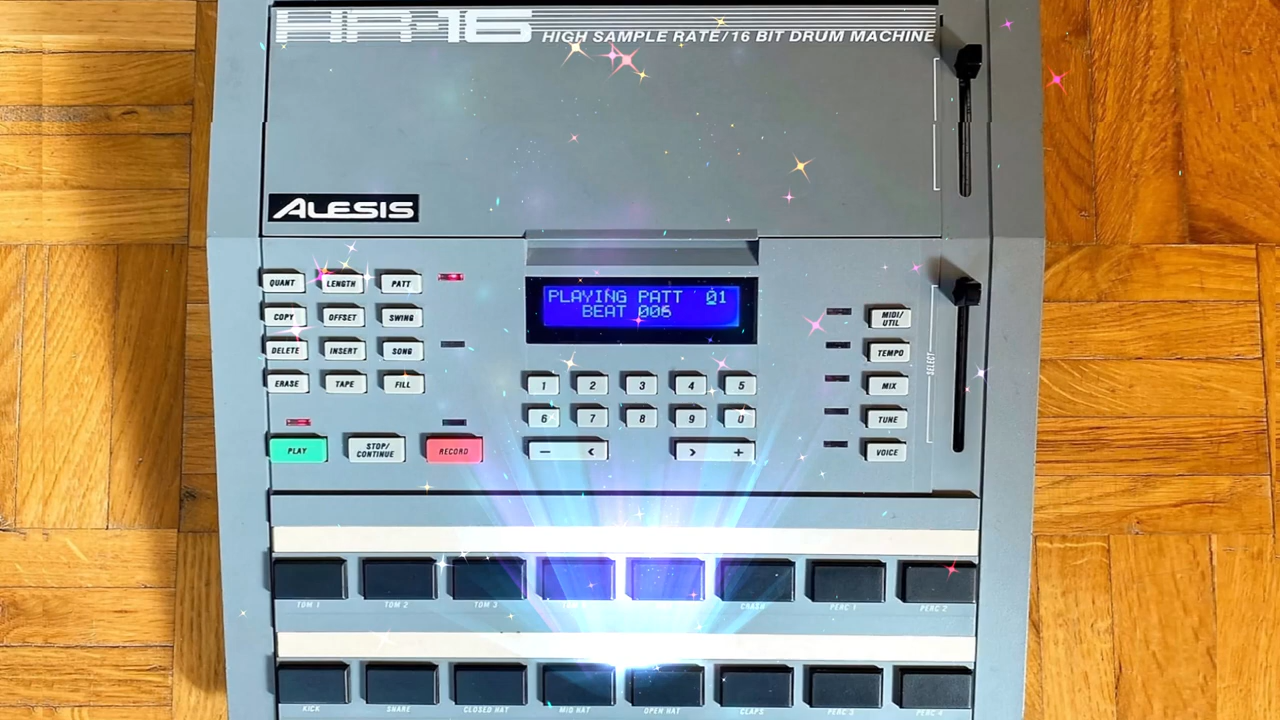 HR-16
HIGH SAMPLE RATE/16 BIT DRUM MACHINE
ALESIS
QUANT LENGTH PATT
COPY OFFSET SWING
DELETE INSERT SONG
ERASE TAPE FILL
PLAY STOP/CONTINUE RECORD
PLAYING PATT 01
BEAT 006
1 2 3 4 5
6 7 8 9 0
− < > +
SELECT
MIDI/UTIL
TEMPO
MIX
TUNE
VOICE
TOM 1 TOM 2 TOM 3 CRASH PERC 1 PERC 2
KICK SNARE CLOSED HAT MID HAT OPEN HAT CLAPS PERC 3 PERC 4